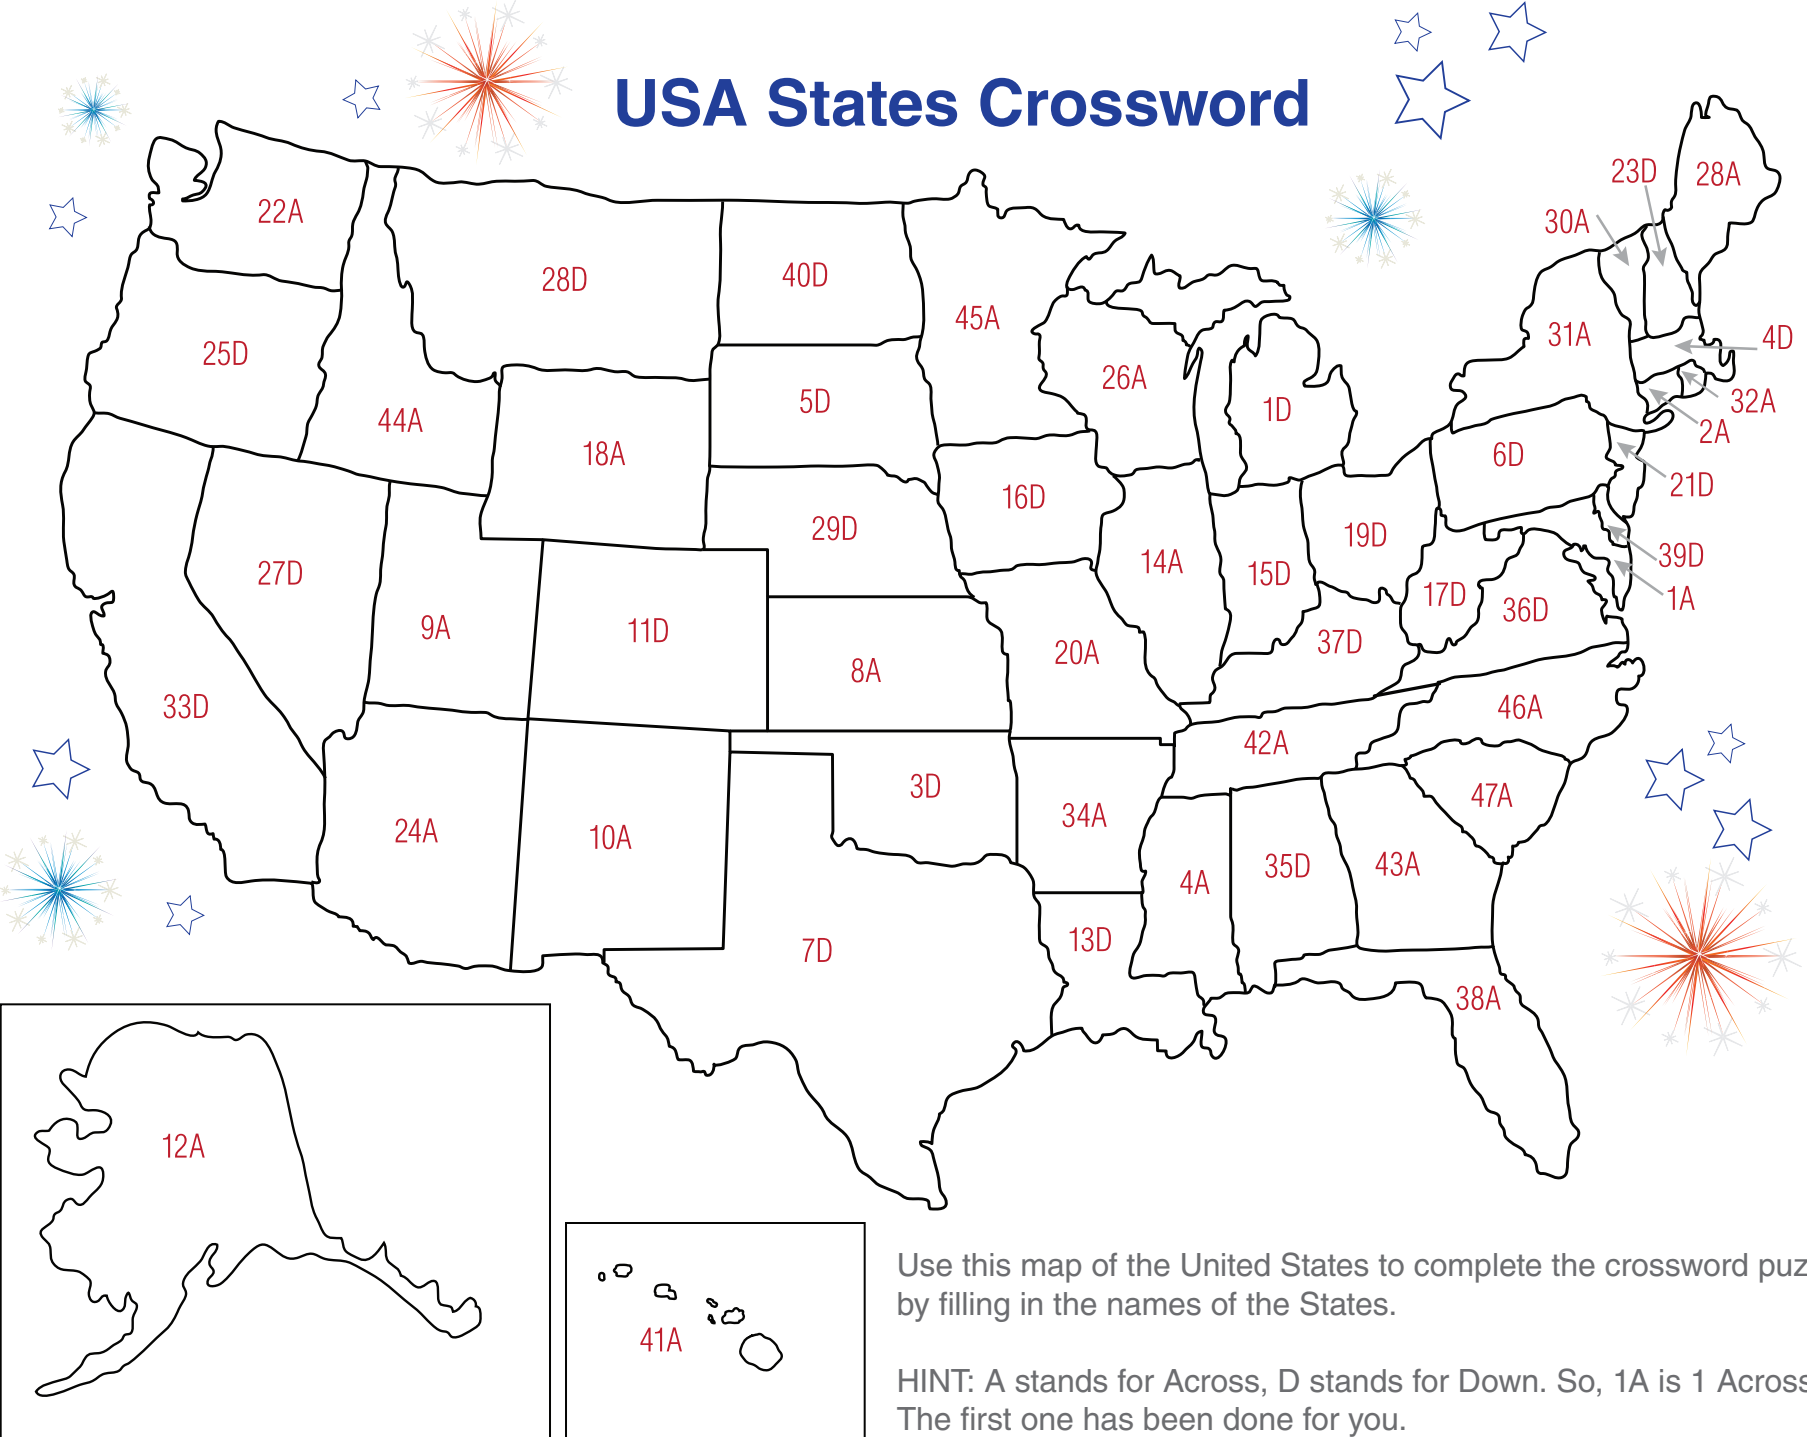 USA States Crossword
23D
28A
30A
22A
28D
40D
45A
31A
4D
25D
26A
5D
1D
32A
44A
2A
18A
6D
16D
21D
29D
19D
14A
39D
27D
15D
17D
1A
9A
11D
36D
37D
20A
8A
33D
46A
42A
3D
47A
24A
10A
34A
35D
43A
4A
13D
7D
38A
12A
41A
Use this map of the United States to complete the crossword puz
by filling in the names of the States.
HINT: A stands for Across, D stands for Down. So, 1A is 1 Across
The first one has been done for you.